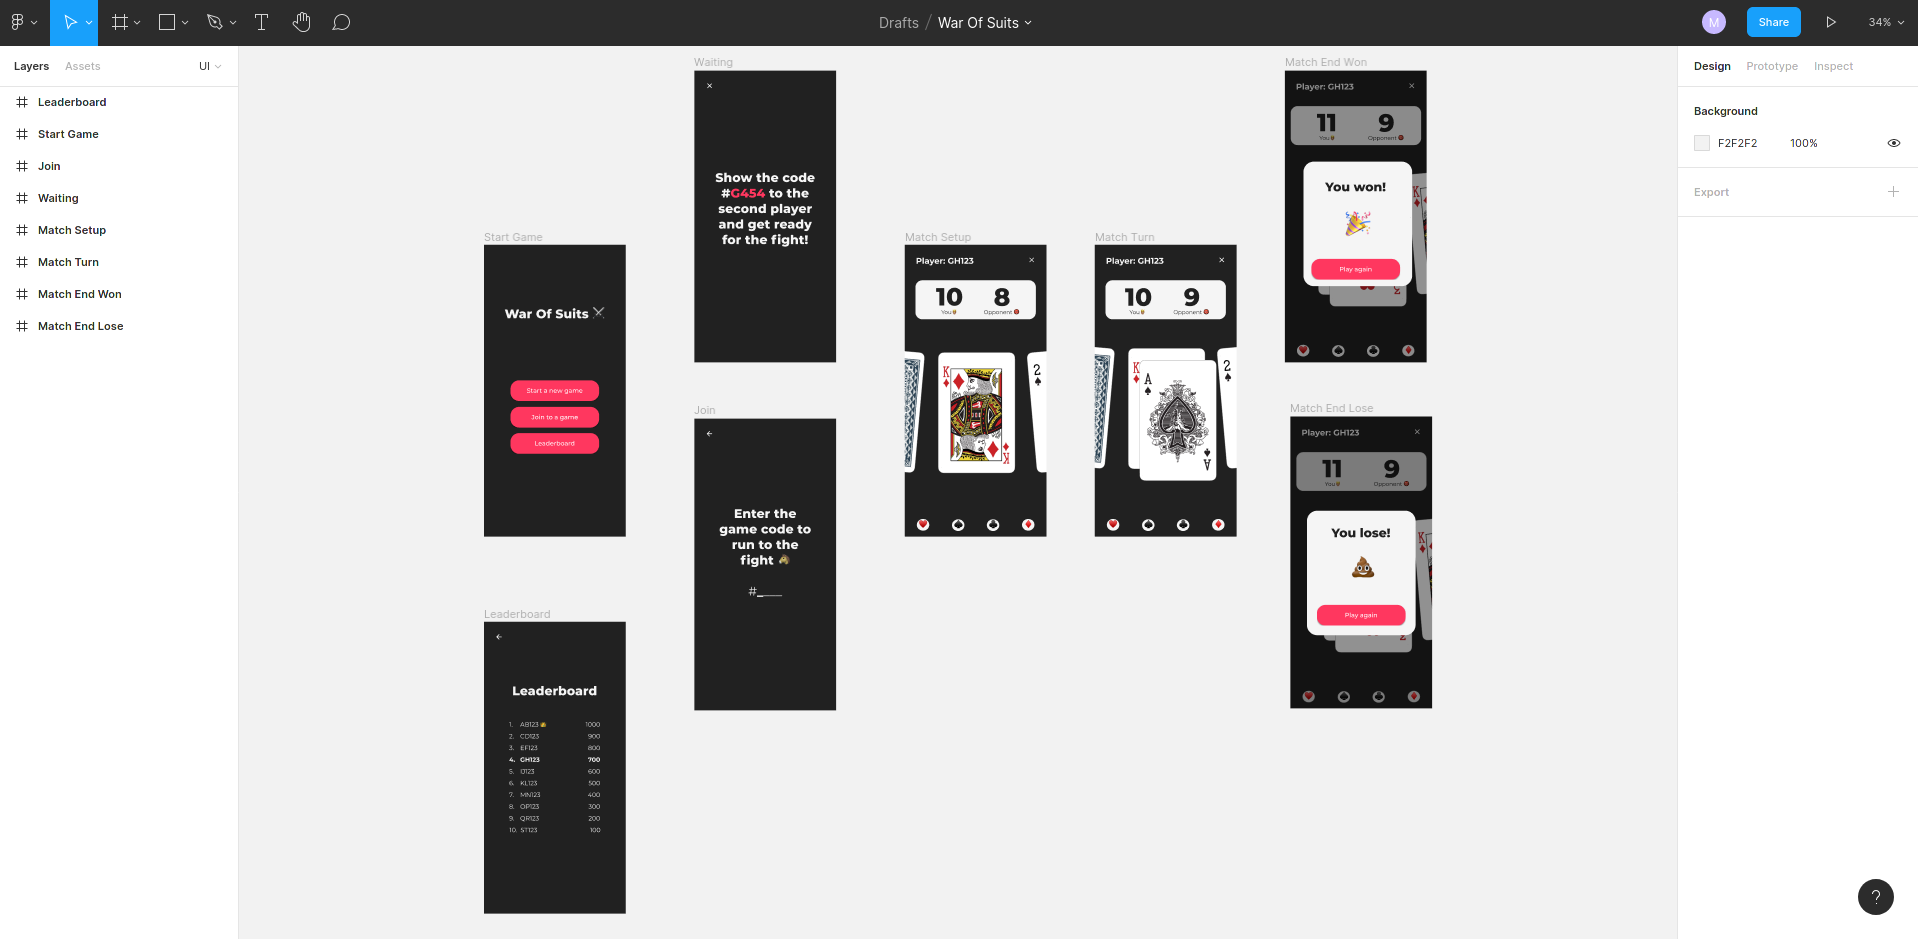 Drafts / War Of Suits
M
Share
34%
Layers
Assets
UI
Leaderboard
Start Game
Join
Waiting
Match Setup
Match Turn
Match End Won
Match End Lose
Start Game
War Of Suits
Start a new game
Join to a game
Leaderboard
Leaderboard
Leaderboard
1. AB123 1000
2. CD123 900
3. EF123 800
4. GH123 700
5. IJ123 600
6. KL123 500
7. MN123 400
8. OP123 300
9. QR123 200
10. ST123 100
Waiting
Show the code
#G454 to the
second player
and get ready
for the fight!
Join
Enter the
game code to
run to the
fight
#____
Match Setup
Player: GH123
10 8
You Opponent
K
K
2
Match Turn
Player: GH123
10 9
You Opponent
K
A
A
2
Match End Won
Player: GH123
11 9
You Opponent
You won!
Play again
K
2
Match End Lose
Player: GH123
11 9
You Opponent
You lose!
Play again
K
2
Design
Prototype
Inspect
Background
F2F2F2 100%
Export
?